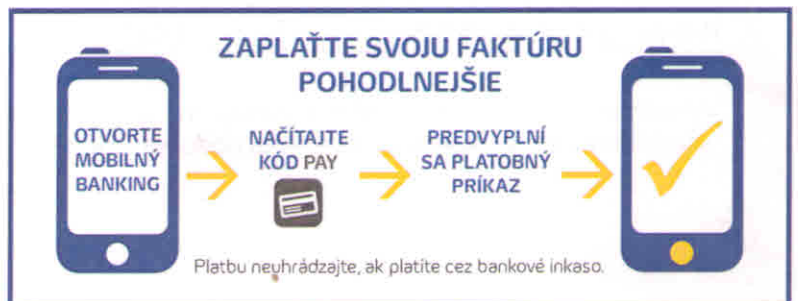 ZAPLAŤTE SVOJU FAKTÚRU
POHODLNEJŠIE
OTVORTE
MOBILNÝ
BANKING
NAČÍTAJTE
KÓD PAY
PREDVYPLNÍ
SA PLATOBNÝ
PRÍKAZ
Platbu neuhrádzajte, ak platíte cez bankové inkaso.